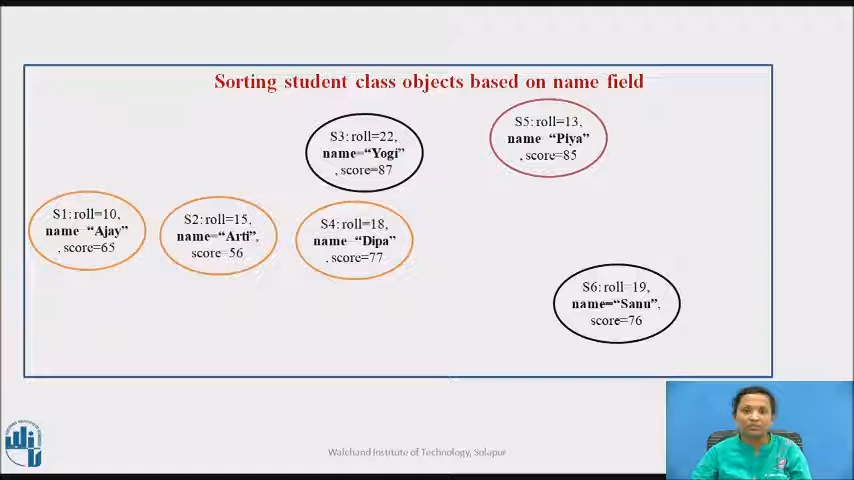 Sorting student class objects based on name field
S3: roll=22,
name=“Yogi”
, score=87
S5: roll=13,
name “Piya”
, score=85
S1: roll=10,
name “Ajay”
, score=65
S2: roll=15,
name=“Arti”,
score=56
S4: roll=18,
name “Dipa”
, score=77
S6: roll=19,
name=“Sanu”,
score=76
Walchand Institute of Technology, Solapur